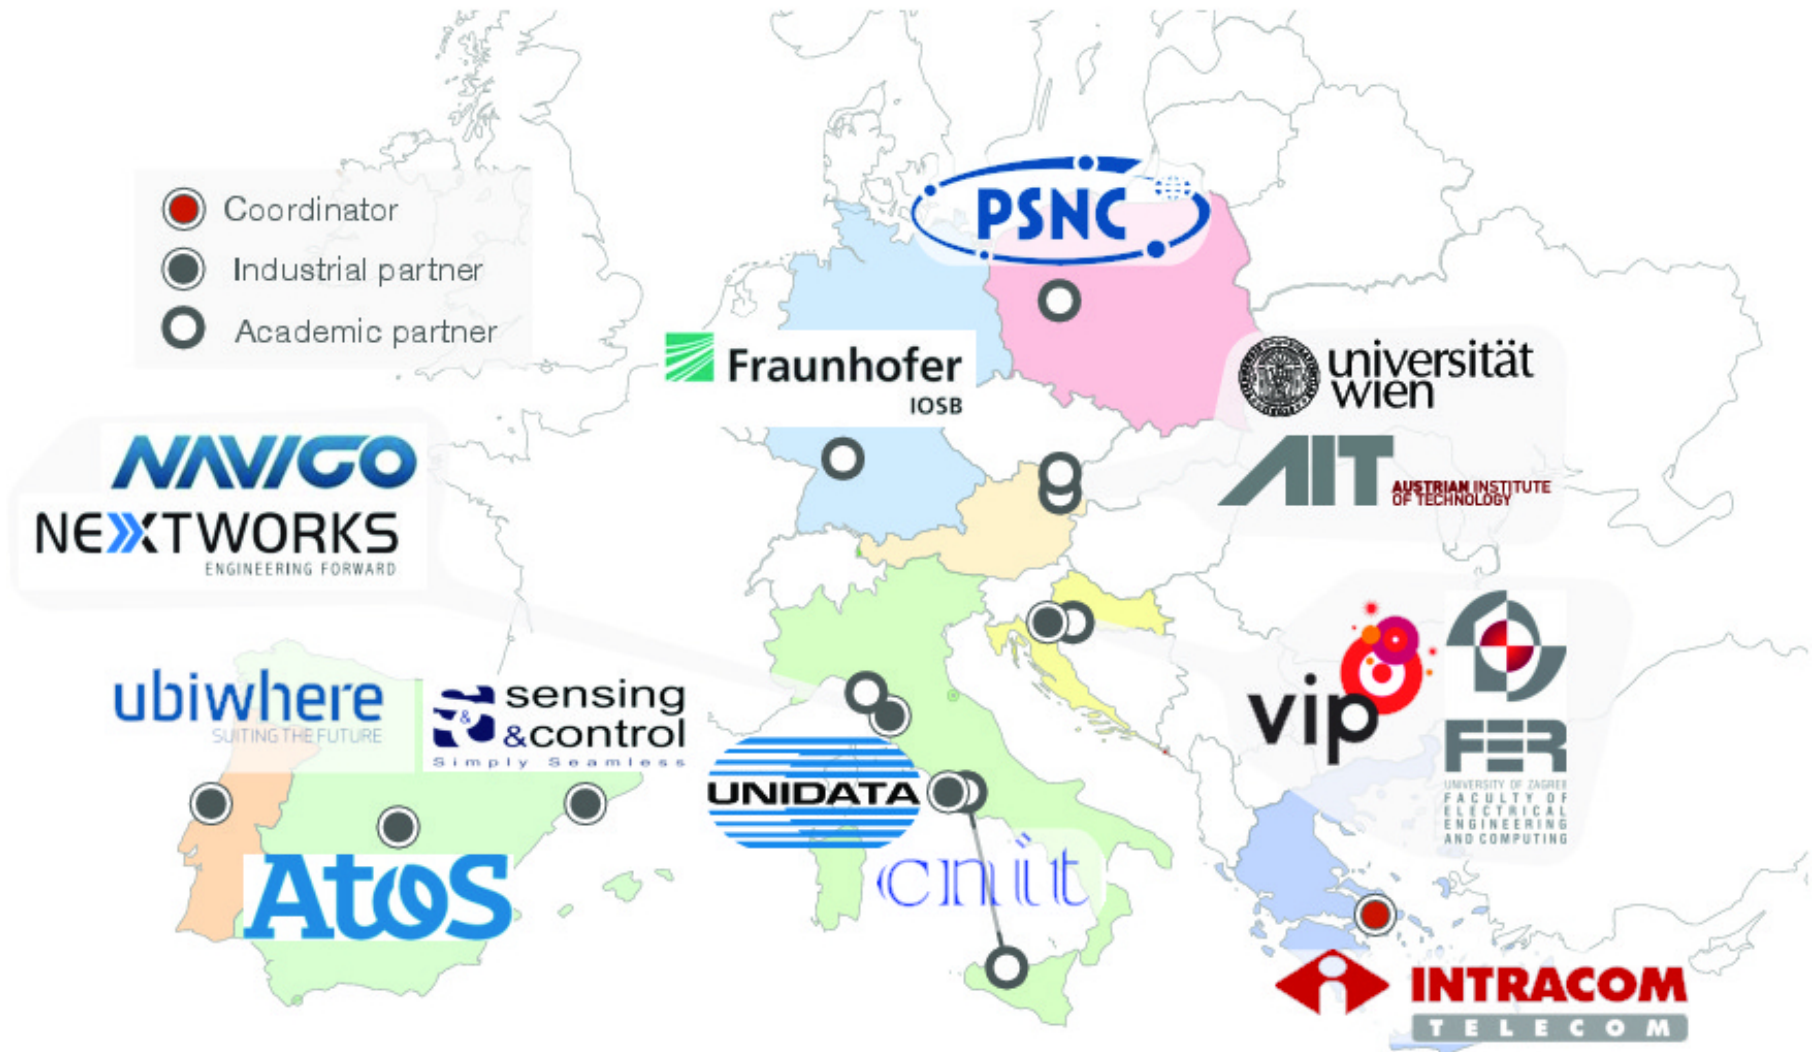 Coordinator
Industrial partner
Academic partner
PSNC
Fraunhofer
IOSB
universität
wien
AIT
AUSTRIAN INSTITUTE
OF TECHNOLOGY
NAVIGO
NEXTWORKS
ENGINEERING FORWARD
ubiwhere
SUITING THE FUTURE
s&s
sensing
&control
Simply Seamless
UNIDATA
cnit
Atos
vip
FER
UNIVERSITY OF ZAGREB
FACULTY OF
ELECTRICAL
ENGINEERING
AND COMPUTING
INTRACOM
TELECOM